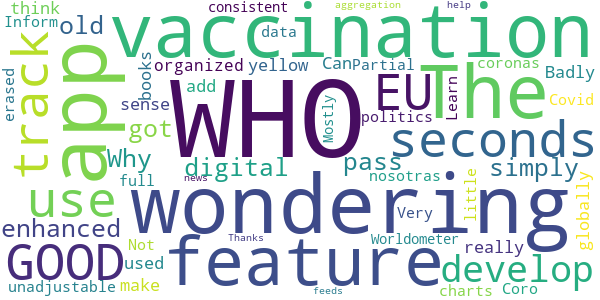 think
consistent
aggregation
help
Inform
old
vaccination
erased
track
app
books
organized
yellow
data
Can
Partial
coronas
Badly
sense
add
WHO
EU
The
Learn
Covid
got
Mostly
politics
seconds
Why
digital
pass
simply
use
full
news
nosotras
little
globally
wondering
enhanced
Very
GOOD
Not
used
feature
Thanks
Worldometer
really
develop
unadjustable
make
feeds
charts
Coro